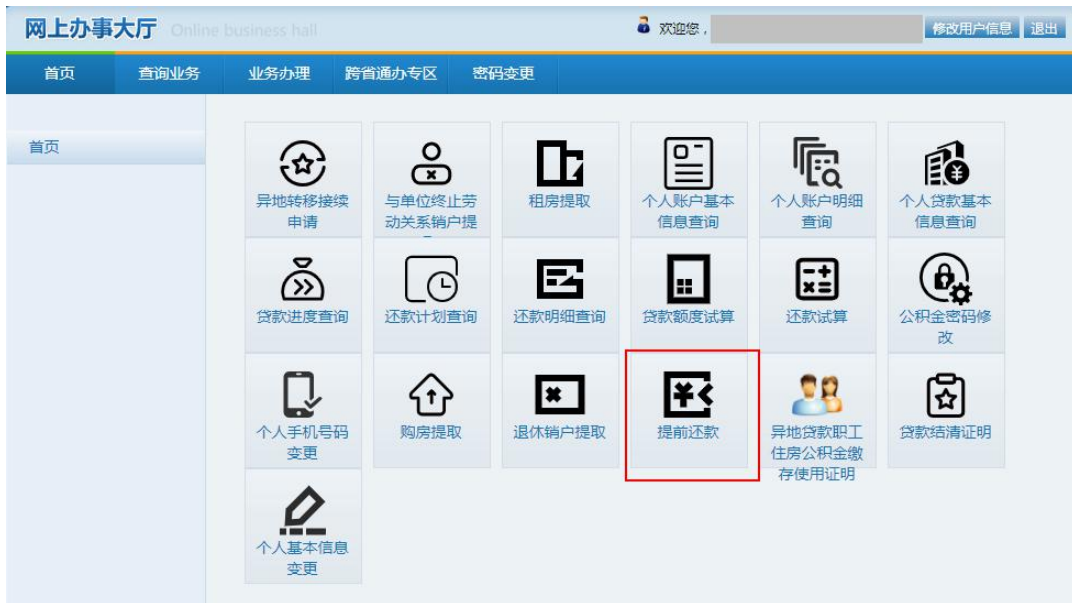 网上办事大厅 Online business hall
欢迎您， 修改用户信息 退出
首页 查询业务 业务办理 跨省通办专区 密码变更
首页
异地转移接续
申请
与单位终止劳
动关系销户提
租房提取
个人账户基本
信息查询
个人账户明细
查询
个人贷款基本
信息查询
贷款进度查询
还款计划查询
还款明细查询
贷款额度试算
还款试算
公积金密码修
改
个人手机号码
变更
购房提取
退休销户提取
提前还款
异地贷款职工
住房公积金缴
存使用证明
贷款结清证明
个人基本信息
变更